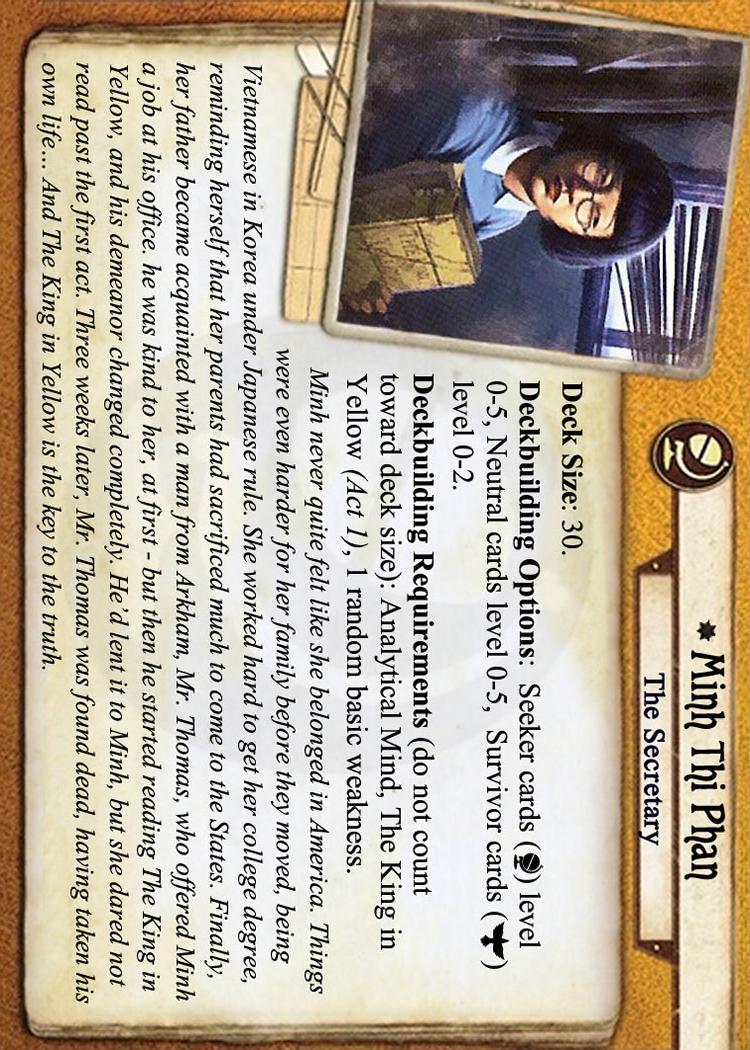 Minh Thi Phan
The Secretary
Deck Size: 30.
Deckbuilding Options: Seeker cards () level
0-5, Neutral cards level 0-5, Survivor cards ()
level 0-2.
Deckbuilding Requirements (do not count
toward deck size): Analytical Mind, The King in
Yellow (Act 1), 1 random basic weakness.
Minh never quite felt like she belonged in America. Things
were even harder for her family before they moved, being
Vietnamese in Korea under Japanese rule. She worked hard to get her college degree,
reminding herself that her parents had sacrificed much to come to the States. Finally,
her father became acquainted with a man from Arkham, Mr. Thomas, who offered Minh
a job at his office. he was kind to her, at first - but then he started reading The King in
Yellow, and his demeanor changed completely. He'd lent it to Minh, but she dared not
read past the first act. Three weeks later, Mr. Thomas was found dead, having taken his
own life... And The King in Yellow is the key to the truth.